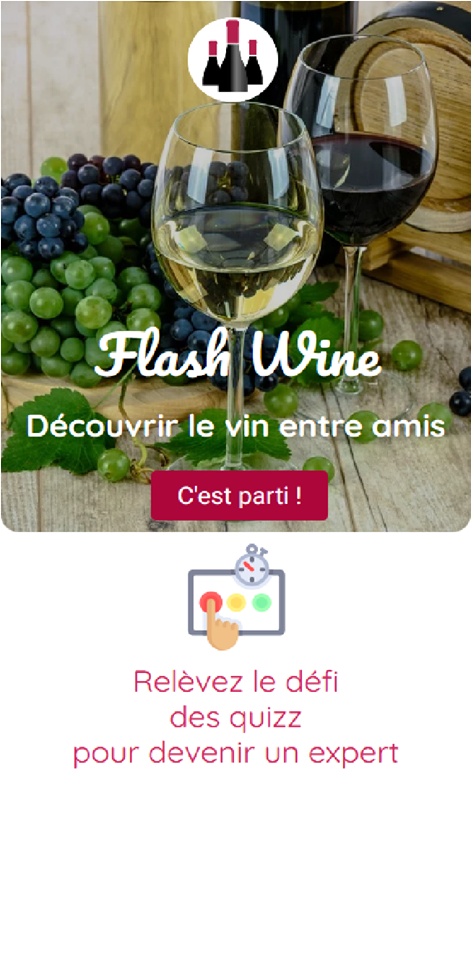 Flash Wine
Découvrir le vin entre amis
C'est parti !
Relèvez le défi
des quizz
pour devenir un expert